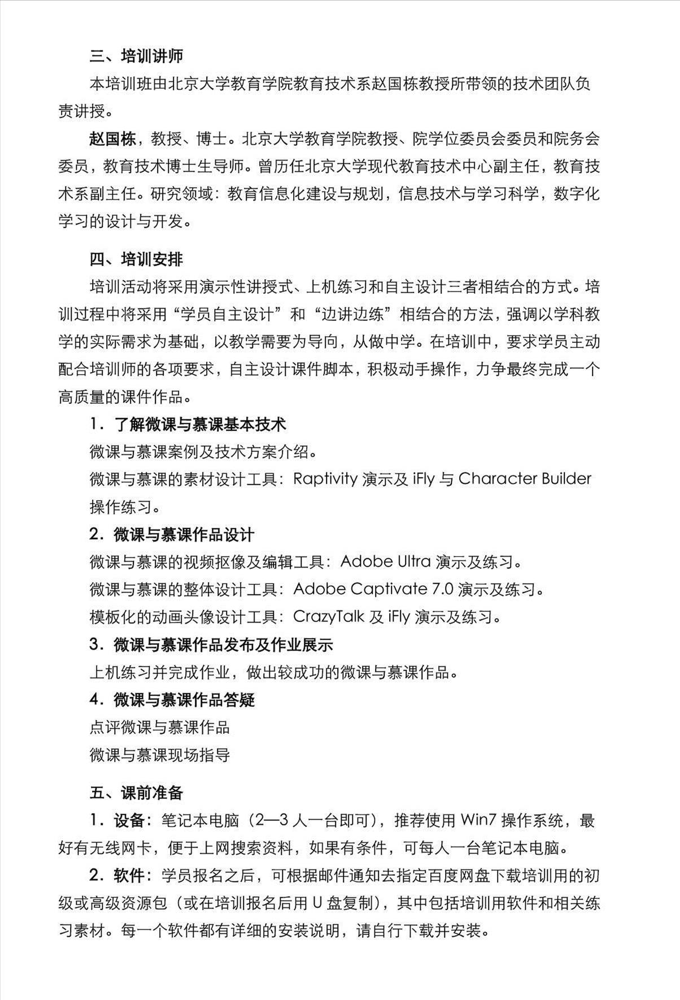 三、培训讲师
本培训班由北京大学教育学院教育技术系赵国栋教授所带领的技术团队负
责讲授。
赵国栋，教授、博士。北京大学教育学院教授、院学位委员会委员和院务会
委员，教育技术博士生导师。曾历任北京大学现代教育技术中心副主任，教育技
术系副主任。研究领域：教育信息化建设与规划，信息技术与学习科学，数字化
学习的设计与开发。
四、培训安排
培训活动将采用演示性讲授式、上机练习和自主设计三者相结合的方式。培
训过程中将采用“学员自主设计”和“边讲边练”相结合的方法，强调以学科教
学的实际需求为基础，以教学需要为导向，从做中学。在培训中，要求学员主动
配合培训师的各项要求，自主设计课件脚本，积极动手操作，力争最终完成一个
高质量的课件作品。
1．了解微课与慕课基本技术
微课与慕课案例及技术方案介绍。
微课与慕课的素材设计工具：Raptivity 演示及 iFly 与 Character Builder
操作练习。
2．微课与慕课作品设计
微课与慕课的视频抠像及编辑工具：Adobe Ultra 演示及练习。
微课与慕课的整体设计工具：Adobe Captivate 7.0 演示及练习。
模板化的动画头像设计工具：CrazyTalk 及 iFly 演示及练习。
3．微课与慕课作品发布及作业展示
上机练习并完成作业，做出较成功的微课与慕课作品。
4．微课与慕课作品答疑
点评微课与慕课作品
微课与慕课现场指导
五、课前准备
1．设备：笔记本电脑（2—3 人一台即可），推荐使用 Win7 操作系统，最
好有无线网卡，便于上网搜索资料，如果有条件，可每人一台笔记本电脑。
2．软件：学员报名之后，可根据邮件通知去指定百度网盘下载培训用的初
级或高级资源包（或在培训报名后用 U 盘复制），其中包括培训用软件和相关练
习素材。每一个软件都有详细的安装说明，请自行下载并安装。